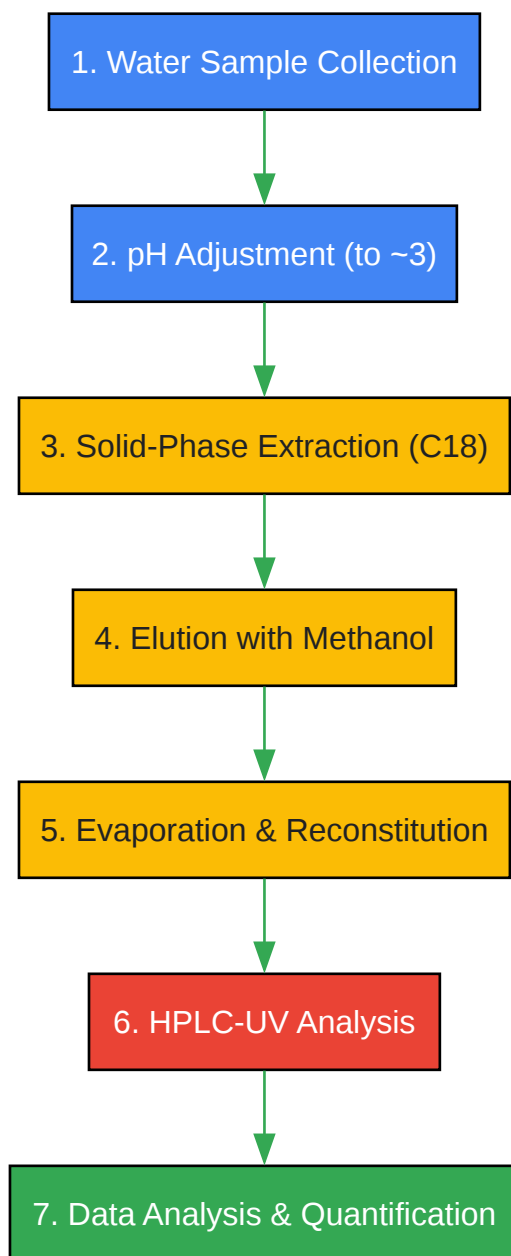 1. Water Sample Collection
2. pH Adjustment (to ~3)
3. Solid-Phase Extraction (C18)
4. Elution with Methanol
5. Evaporation & Reconstitution
6. HPLC-UV Analysis
7. Data Analysis & Quantification